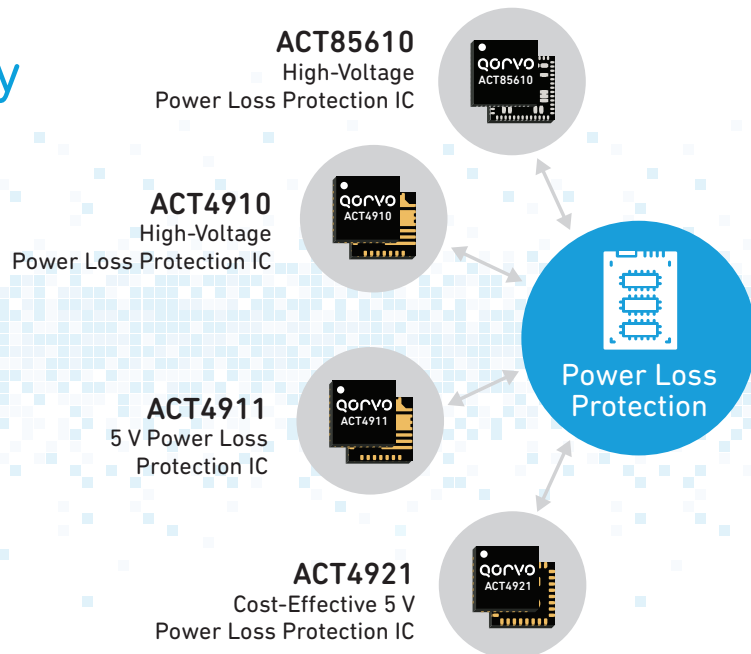 y
ACT85610
High-Voltage
Power Loss Protection IC
QORVO
ACT85610
ACT4910
High-Voltage
Power Loss Protection IC
QORVO
ACT4910
Power Loss
Protection
ACT4911
5 V Power Loss
Protection IC
QORVO
ACT4911
ACT4921
Cost-Effective 5 V
Power Loss Protection IC
QORVO
ACT4921